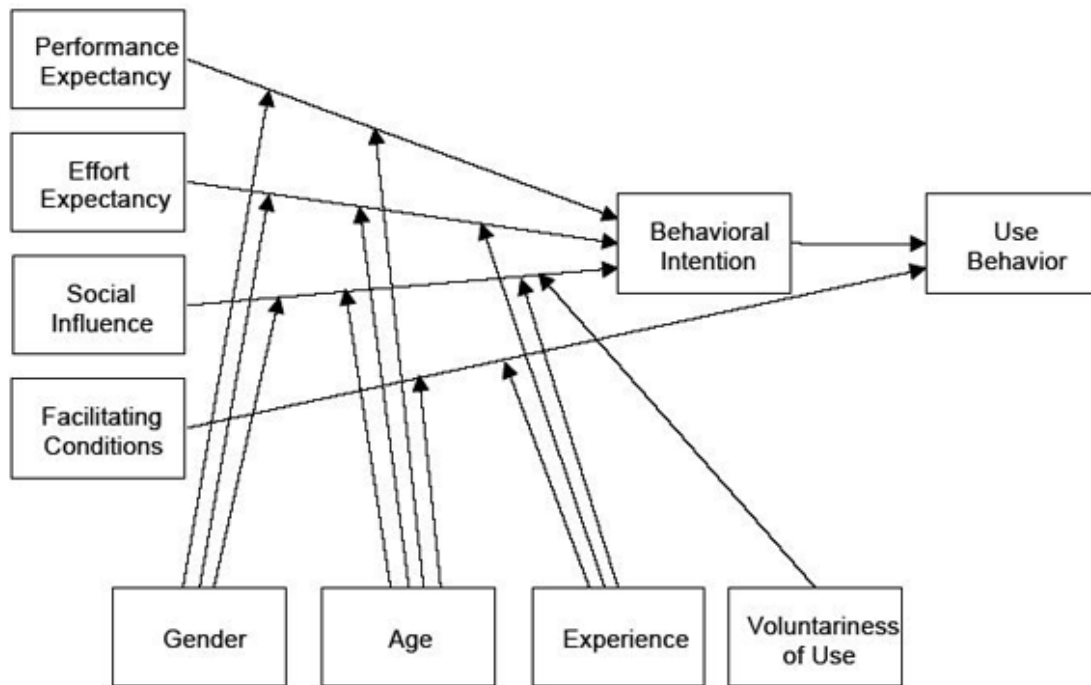 Performance
Expectancy
Effort
Expectancy
Social
Influence
Facilitating
Conditions
Behavioral
Intention
Use
Behavior
Gender
Age
Experience
Voluntariness
of Use